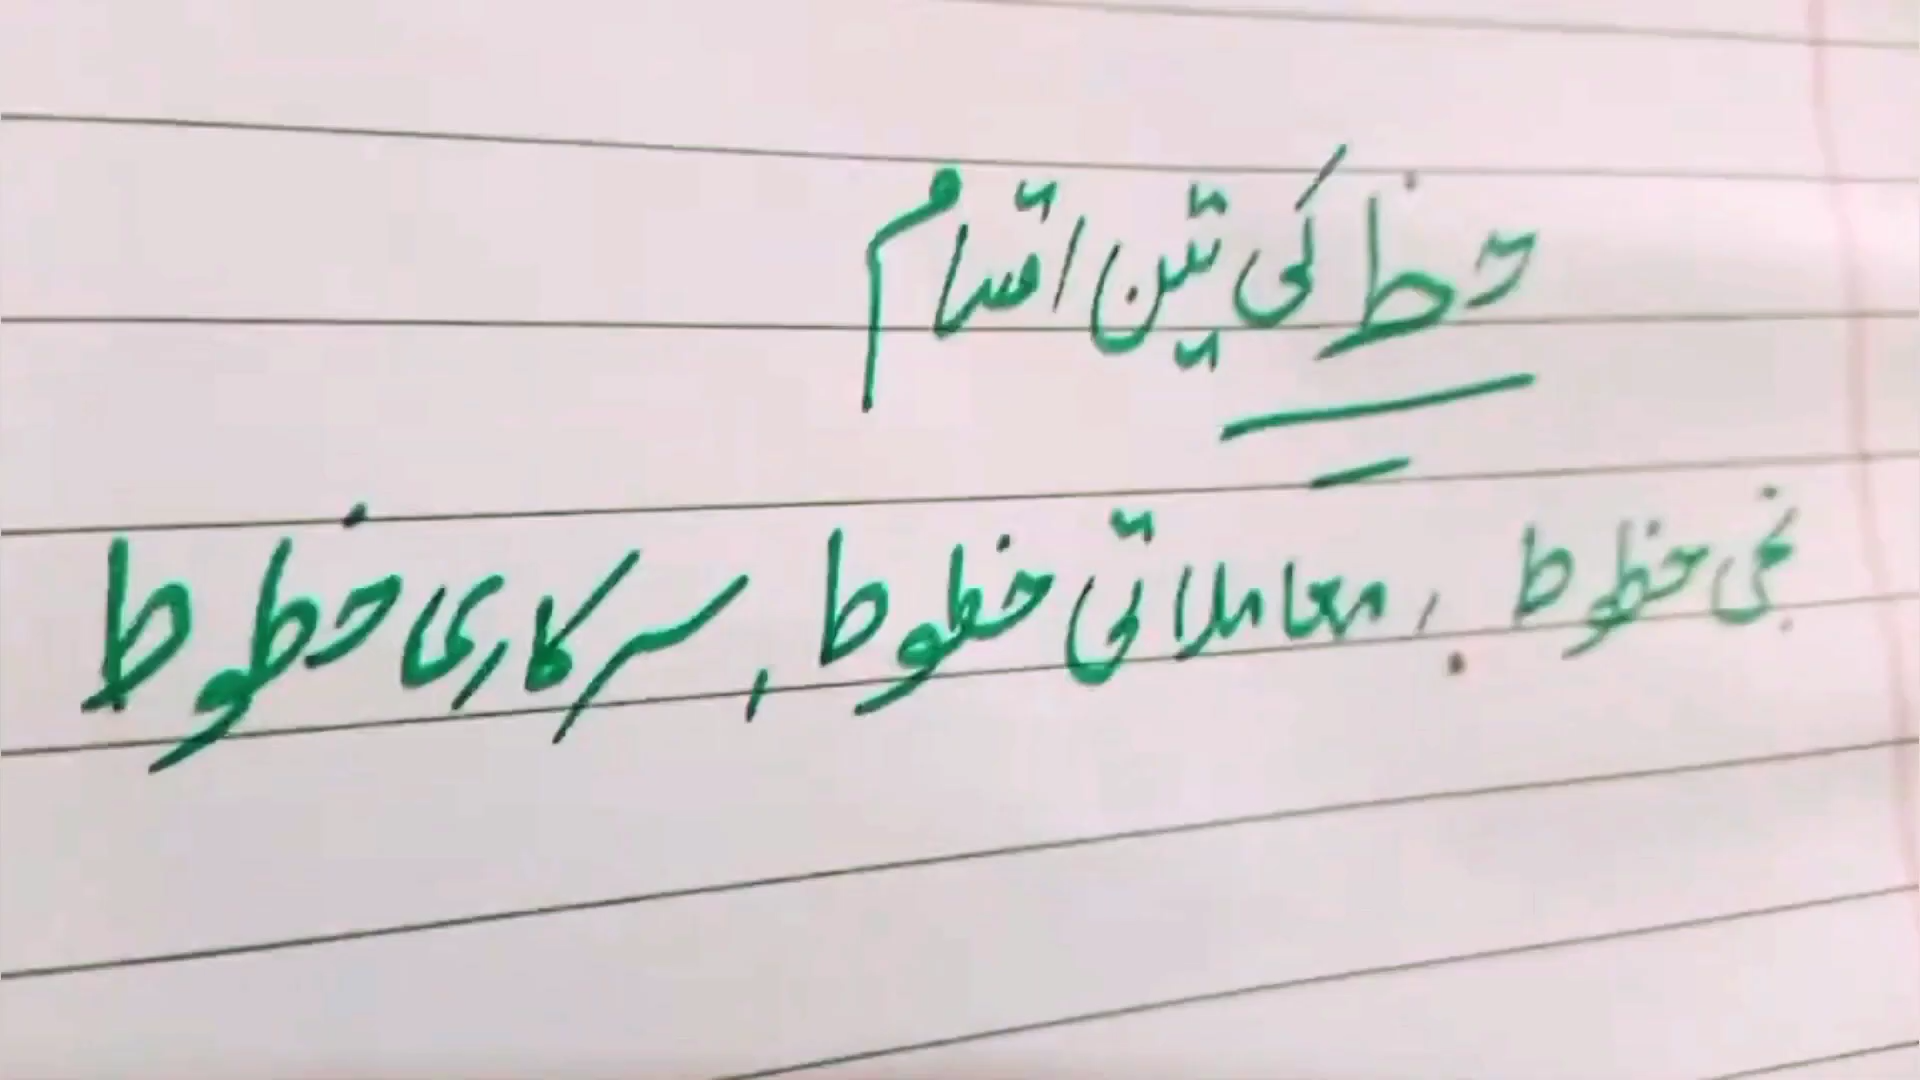 خط کی تین اقسام
نجی خطوط ، معاملاتی خطوط ، سرکاری خطوط